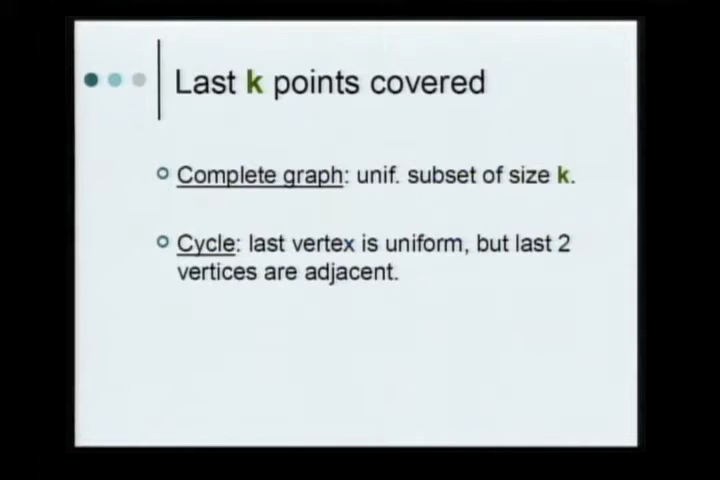 Last k points covered
Complete graph: unif. subset of size k.
Cycle: last vertex is uniform, but last 2
vertices are adjacent.